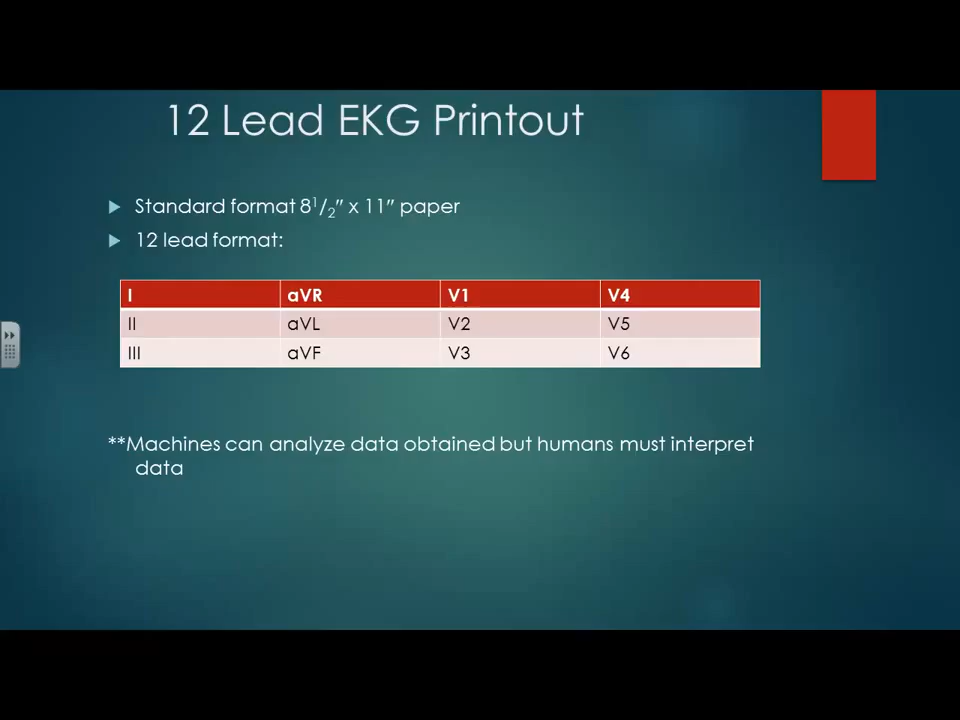 12 Lead EKG Printout
Standard format 8 1/2″ x 11″ paper
12 lead format:
I aVR V1 V4
II aVL V2 V5
III aVF V3 V6
**Machines can analyze data obtained but humans must interpret
data